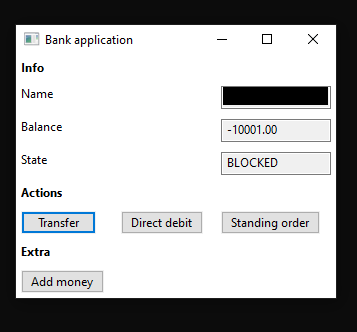 Bank application
Info
Name
Balance -10001.00
State BLOCKED
Actions
Transfer Direct debit Standing order
Extra
Add money